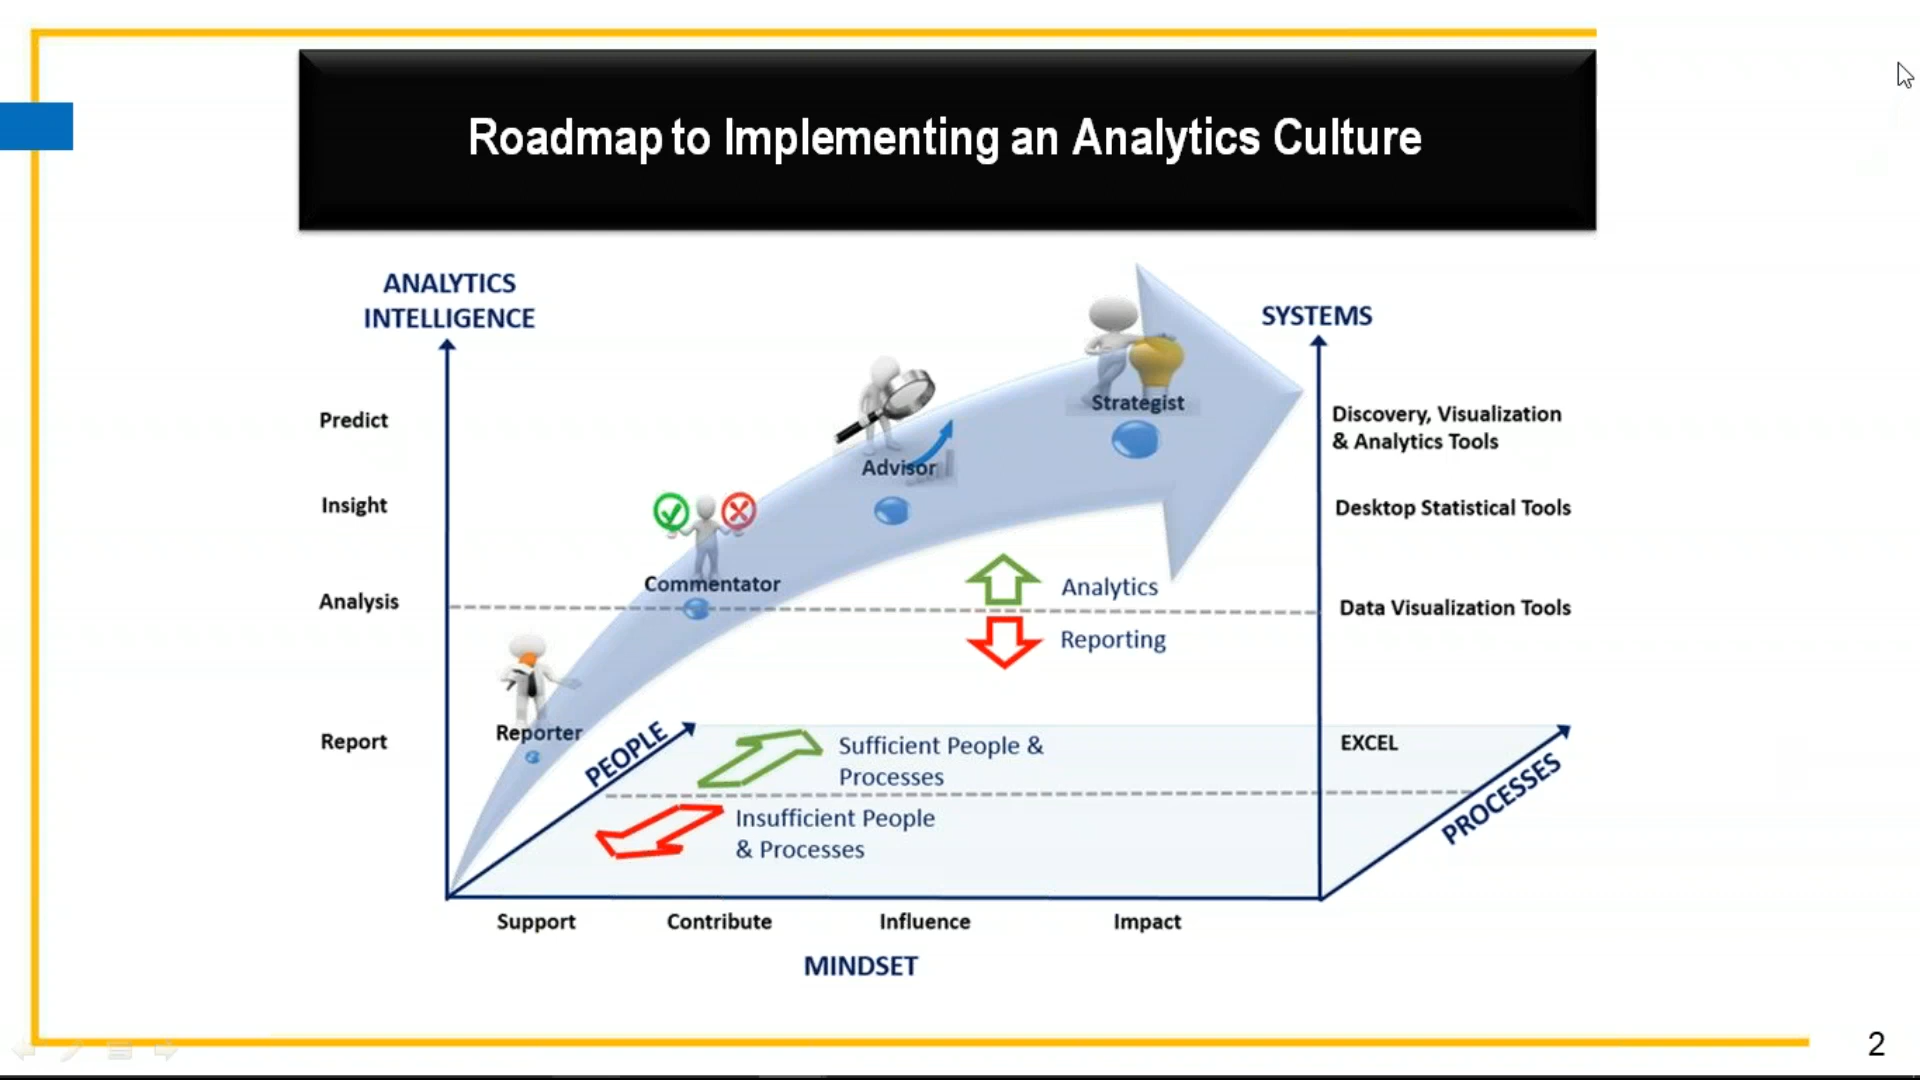 Roadmap to Implementing an Analytics Culture
ANALYTICS
INTELLIGENCE
SYSTEMS
Predict
Insight
Analysis
Report
Strategist
Advisor
Commentator
Reporter
Discovery, Visualization
& Analytics Tools
Desktop Statistical Tools
Data Visualization Tools
EXCEL
Analytics
Reporting
PEOPLE
Sufficient People &
Processes
Insufficient People
& Processes
PROCESSES
Support
Contribute
Influence
Impact
MINDSET
2